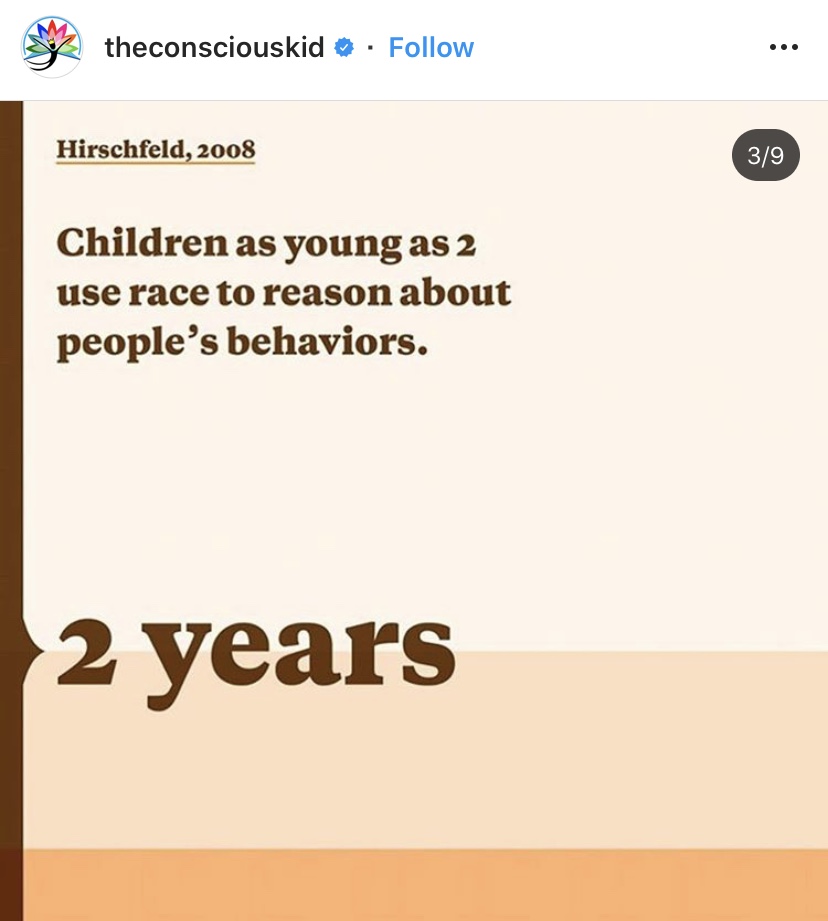 theconsciouskid · Follow
Hirschfeld, 2008
3/9
Children as young as 2
use race to reason about
people's behaviors.
2 years